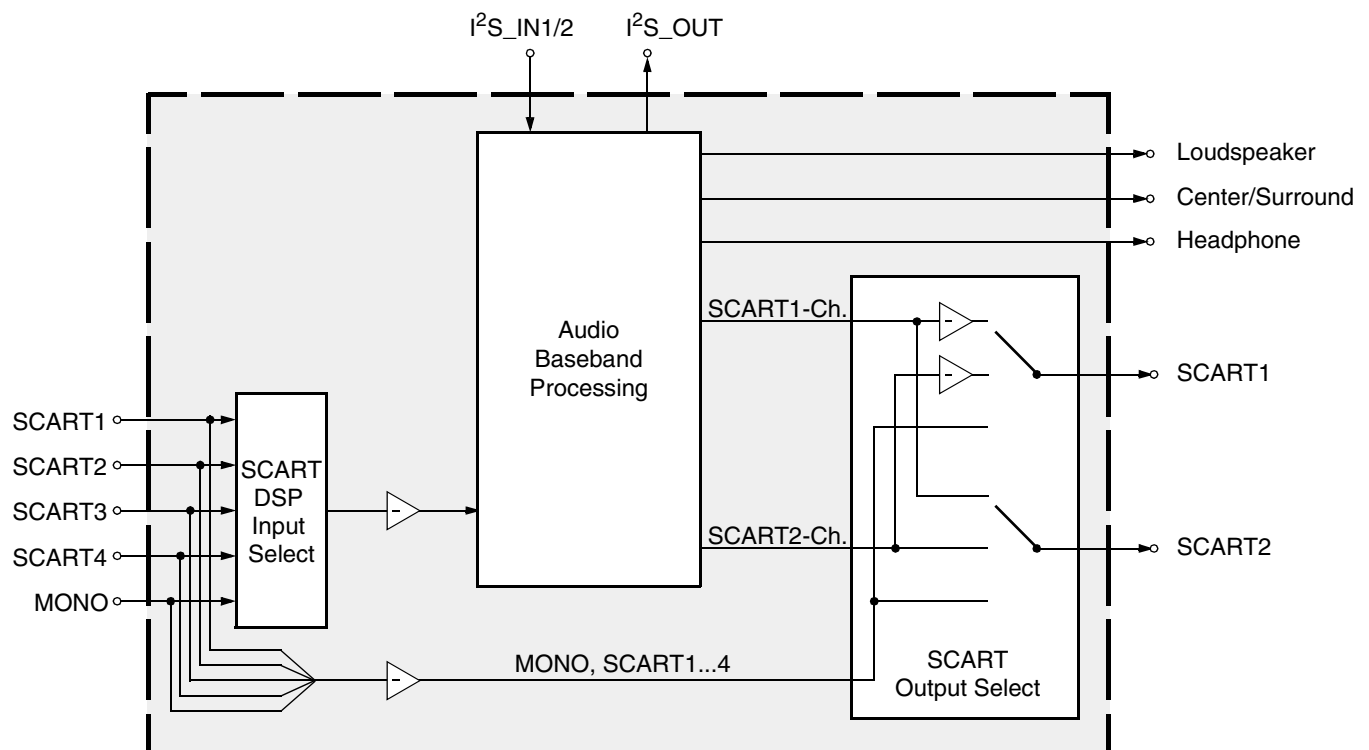 I²S_IN1/2
I²S_OUT
Loudspeaker
Center/Surround
Headphone
SCART1-Ch.
Audio
Baseband
Processing
SCART1
SCART1
SCART2
SCART3
SCART4
MONO
SCART
DSP
Input
Select
SCART2-Ch.
SCART2
MONO, SCART1...4
SCART
Output Select